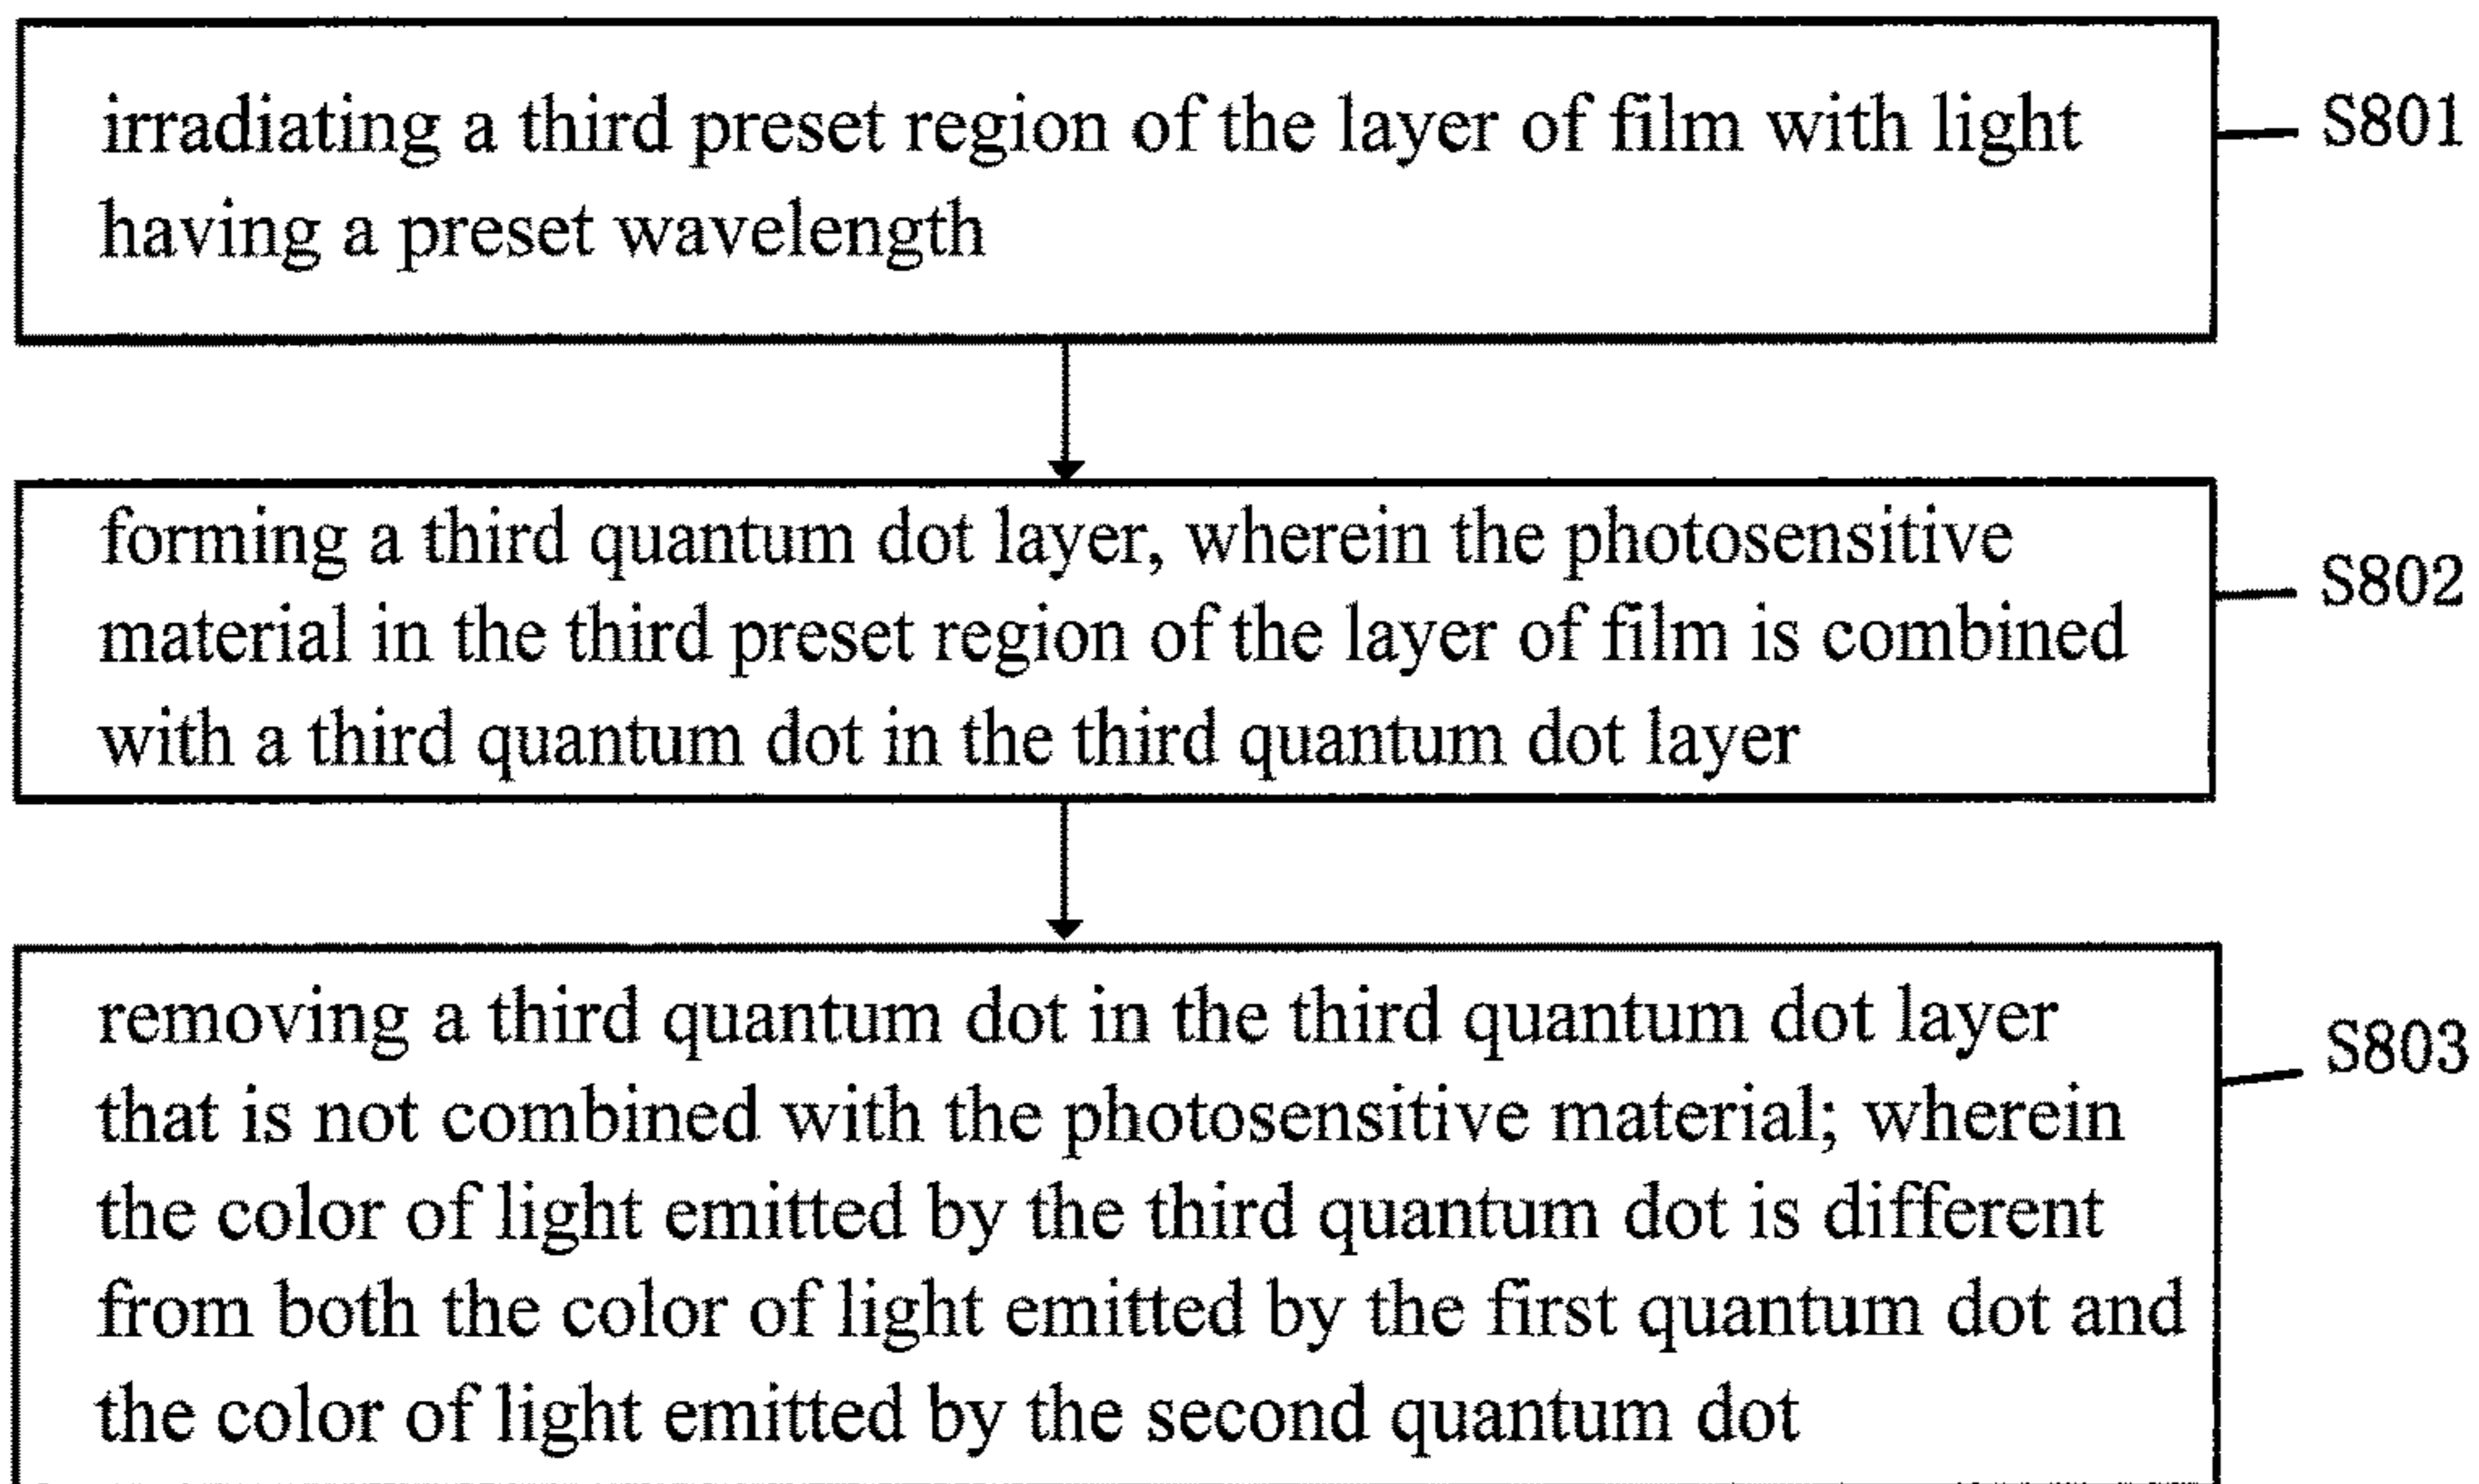 irradiating a third preset region of the layer of film with light
having a preset wavelength
S801
forming a third quantum dot layer, wherein the photosensitive
material in the third preset region of the layer of film is combined
with a third quantum dot in the third quantum dot layer
S802
removing a third quantum dot in the third quantum dot layer
that is not combined with the photosensitive material; wherein
the color of light emitted by the third quantum dot is different
from both the color of light emitted by the first quantum dot and
the color of light emitted by the second quantum dot
S803